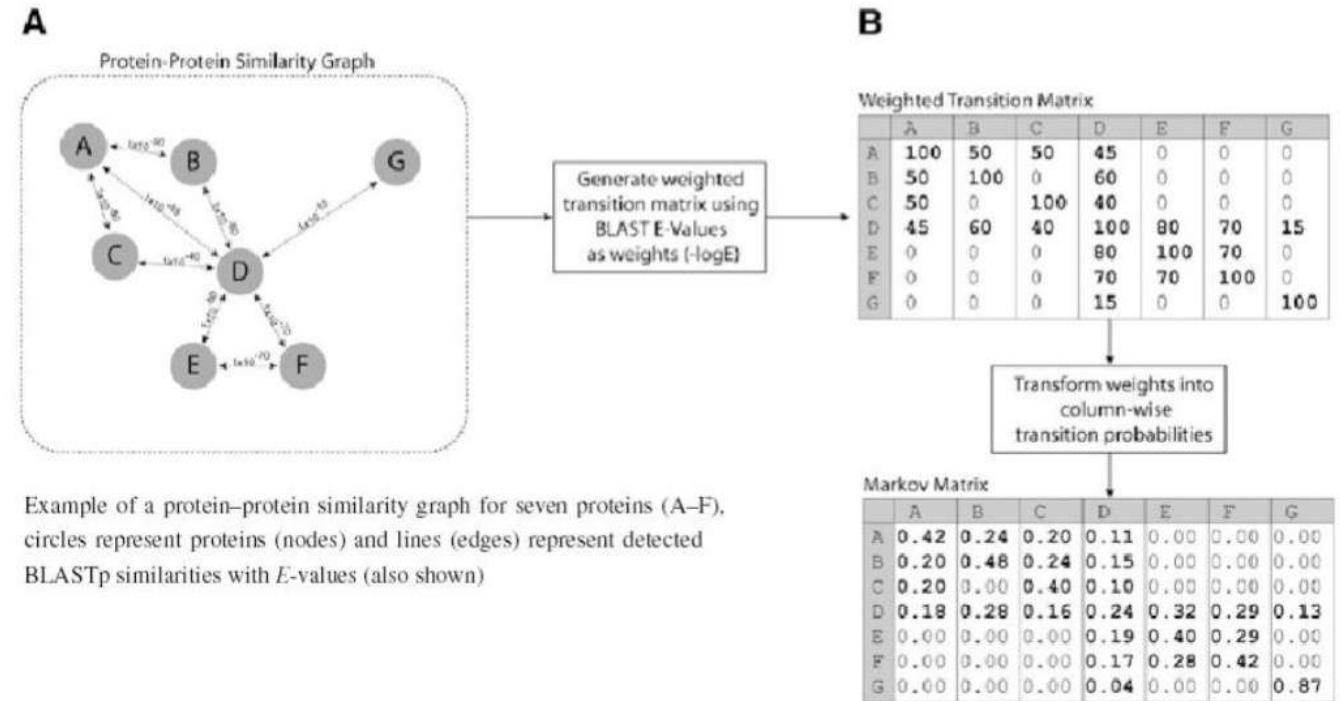 A
B
Protein-Protein Similarity Graph
A
B
G
C
D
E
F
1x10-40
1x10-70
Generate weighted
transition matrix using
BLAST E-Values
as weights (-logE)
Weighted Transition Matrix
A B C D E F G
A 100 50 50 45 0 0 0
B 50 100 0 60 0 0 0
C 50 0 100 40 0 0 0
D 45 60 40 100 80 70 15
E 0 0 0 80 100 70 0
F 0 0 0 70 70 100 0
G 0 0 0 15 0 0 100
Transform weights into
column-wise
transition probabilities
Markov Matrix
A B C D E F G
A 0.42 0.24 0.20 0.11 0.00 0.00 0.00
B 0.20 0.48 0.24 0.15 0.00 0.00 0.00
C 0.20 0.00 0.40 0.10 0.00 0.00 0.00
D 0.18 0.28 0.16 0.24 0.32 0.29 0.13
E 0.00 0.00 0.00 0.19 0.40 0.29 0.00
F 0.00 0.00 0.00 0.17 0.28 0.42 0.00
G 0.00 0.00 0.00 0.04 0.00 0.00 0.87
Example of a protein–protein similarity graph for seven proteins (A–F),
circles represent proteins (nodes) and lines (edges) represent detected
BLASTp similarities with E-values (also shown)